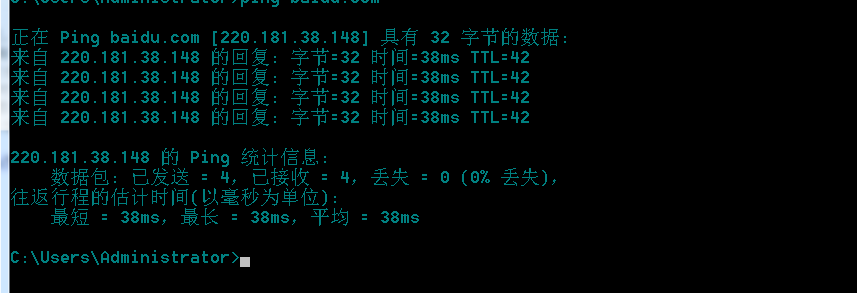 C:\Users\Administrator>ping baidu.com
正在 Ping baidu.com [220.181.38.148] 具有 32 字节的数据:
来自 220.181.38.148 的回复: 字节=32 时间=38ms TTL=42
来自 220.181.38.148 的回复: 字节=32 时间=38ms TTL=42
来自 220.181.38.148 的回复: 字节=32 时间=38ms TTL=42
来自 220.181.38.148 的回复: 字节=32 时间=38ms TTL=42
220.181.38.148 的 Ping 统计信息:
数据包: 已发送 = 4，已接收 = 4，丢失 = 0 (0% 丢失)，
往返行程的估计时间(以毫秒为单位):
最短 = 38ms，最长 = 38ms，平均 = 38ms
C:\Users\Administrator>